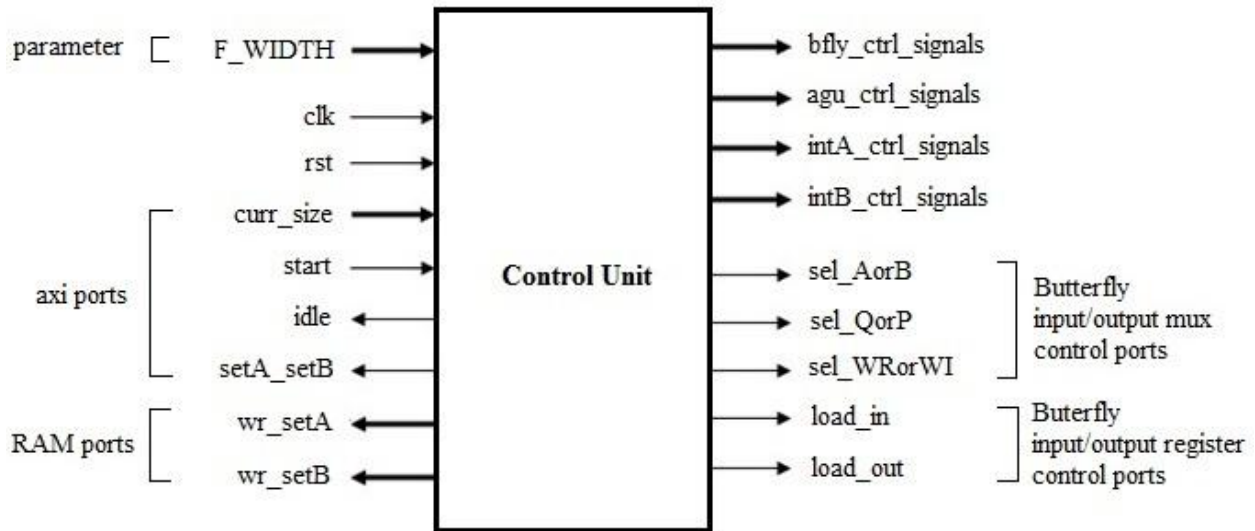 parameter
F_WIDTH
clk
rst
axi ports
curr_size
start
idle
setA_setB
RAM ports
wr_setA
wr_setB
Control Unit
bfly_ctrl_signals
agu_ctrl_signals
intA_ctrl_signals
intB_ctrl_signals
sel_AorB
sel_QorP
sel_WRorWI
Butterfly
input/output mux
control ports
load_in
load_out
Buterfly
input/output register
control ports